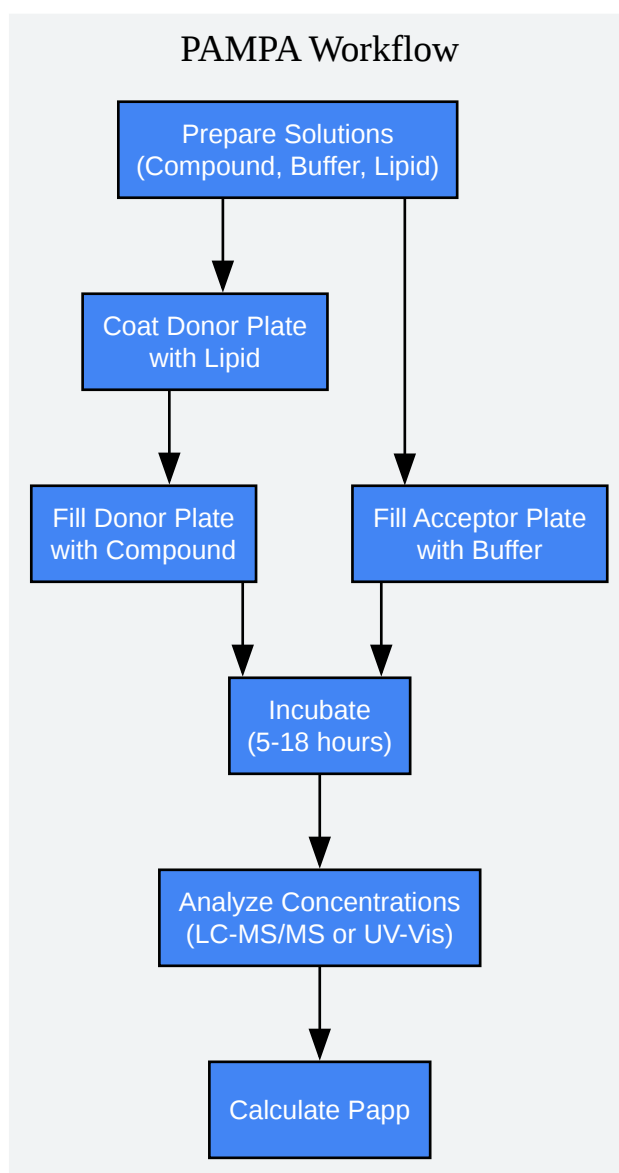 PAMPA Workflow
Prepare Solutions
(Compound, Buffer, Lipid)
Coat Donor Plate
with Lipid
Fill Donor Plate
with Compound
Fill Acceptor Plate
with Buffer
Incubate
(5-18 hours)
Analyze Concentrations
(LC-MS/MS or UV-Vis)
Calculate Papp